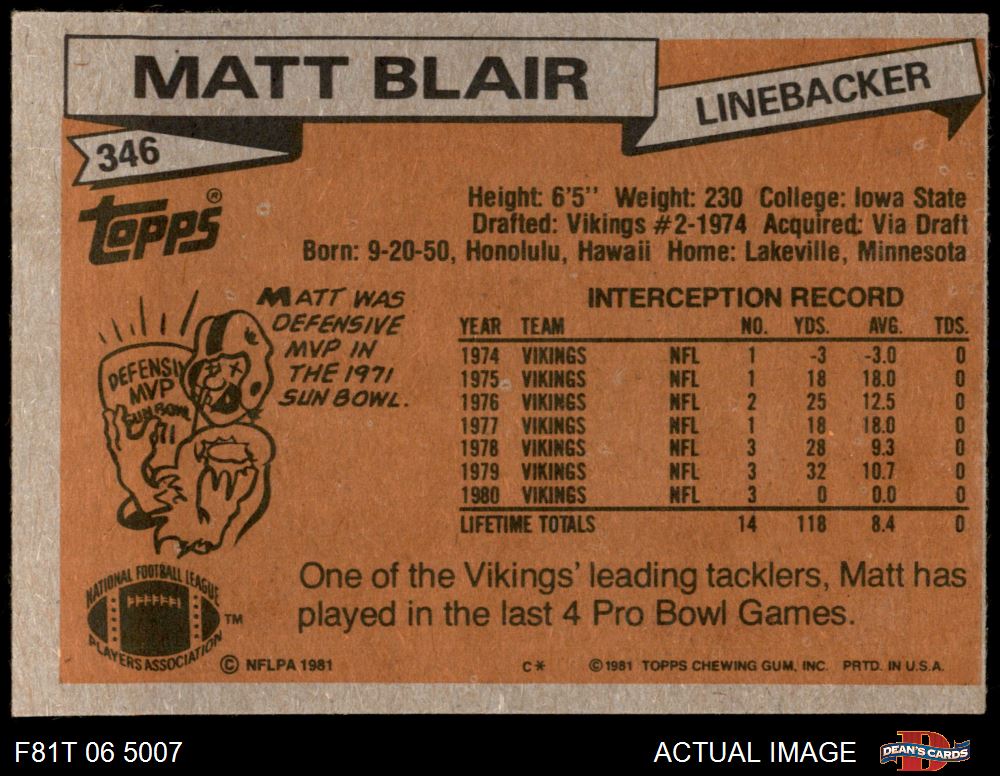 MATT BLAIR
LINEBACKER
346
Topps®
Height: 6'5'' Weight: 230 College: Iowa State
Drafted: Vikings #2-1974 Acquired: Via Draft
Born: 9-20-50, Honolulu, Hawaii Home: Lakeville, Minnesota
MATT WAS
DEFENSIVE
MVP IN
THE 1971
SUN BOWL.
DEFENSIV
MVP
SUN BOWL
'71
INTERCEPTION RECORD
YEAR TEAM NO. YDS. AVG. TDS.
1974 VIKINGS NFL 1 -3 -3.0 0
1975 VIKINGS NFL 1 18 18.0 0
1976 VIKINGS NFL 2 25 12.5 0
1977 VIKINGS NFL 1 18 18.0 0
1978 VIKINGS NFL 3 28 9.3 0
1979 VIKINGS NFL 3 32 10.7 0
1980 VIKINGS NFL 3 0 0.0 0
LIFETIME TOTALS 14 118 8.4 0
One of the Vikings' leading tacklers, Matt has
played in the last 4 Pro Bowl Games.
NATIONAL FOOTBALL LEAGUE
PLAYERS ASSOCIATION
™
© NFLPA 1981
C*
©1981 TOPPS CHEWING GUM, INC. PRTD. IN U.S.A.
F81T 06 5007
ACTUAL IMAGE
D
DEAN'S CARDS